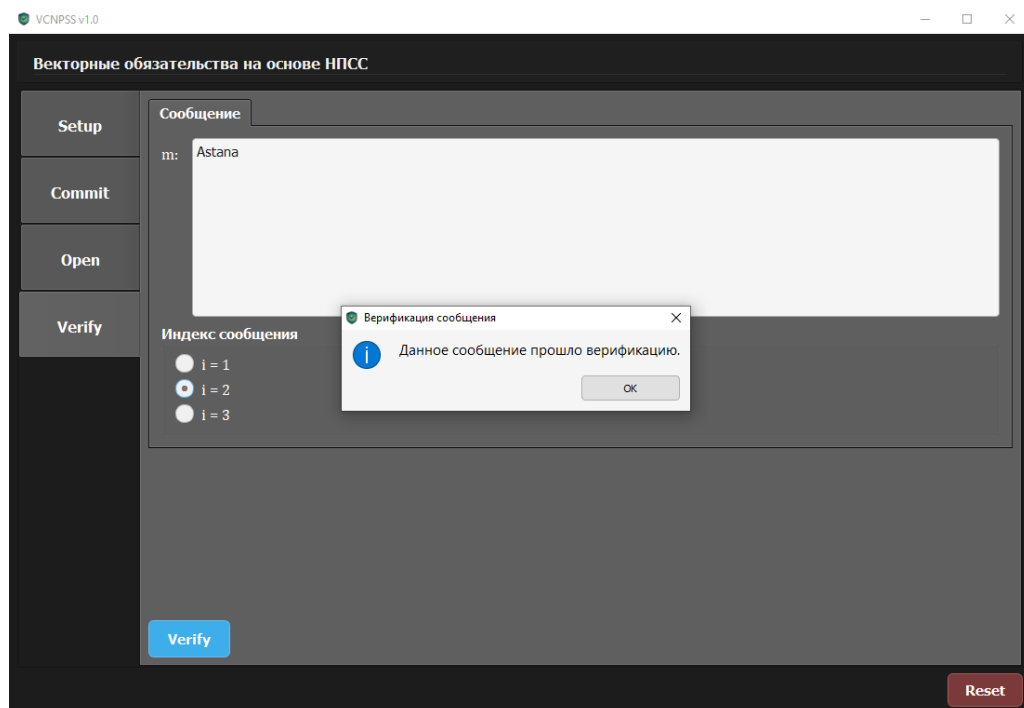 VCNPSS v1.0
Векторные обязательства на основе НПСС
Setup
Commit
Open
Verify
Сообщение
m:
Astana
Верификация сообщения
Данное сообщение прошло верификацию.
OK
Индекс сообщения
i = 1
i = 2
i = 3
Verify
Reset